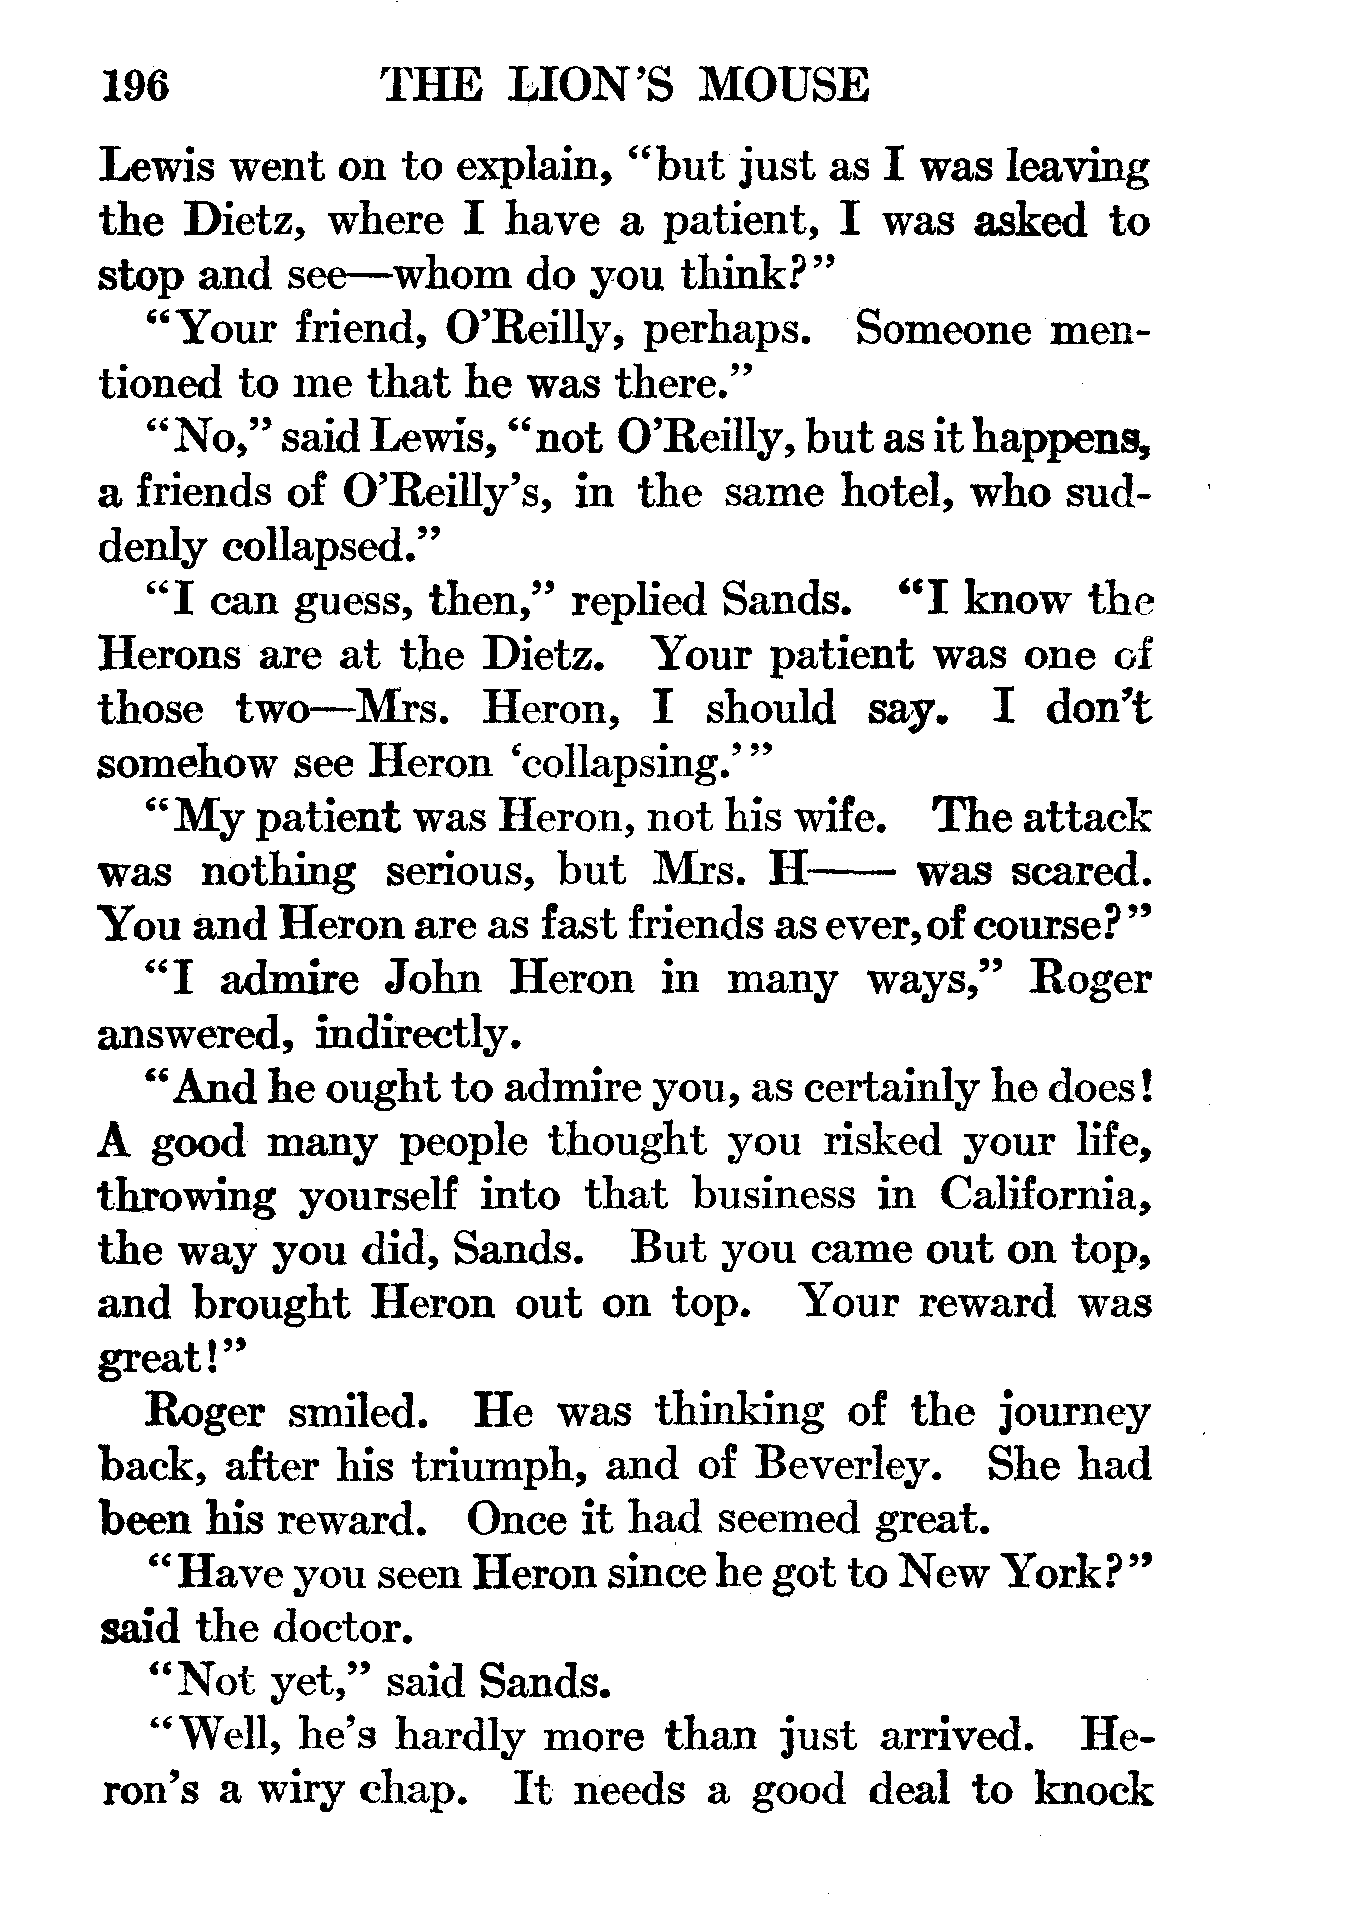 196 THE LION'S MOUSE
Lewis went on to explain, "but just as I was leaving
the Dietz, where I have a patient, I was asked to
stop and see—whom do you think?"
"Your friend, O'Reilly, perhaps. Someone men-
tioned to me that he was there."
"No," said Lewis, "not O'Reilly, but as it happens,
a friends of O'Reilly's, in the same hotel, who sud-
denly collapsed."
"I can guess, then," replied Sands. "I know the
Herons are at the Dietz. Your patient was one of
those two—Mrs. Heron, I should say. I don't
somehow see Heron 'collapsing.'"
"My patient was Heron, not his wife. The attack
was nothing serious, but Mrs. H—— was scared.
You and Heron are as fast friends as ever, of course?"
"I admire John Heron in many ways," Roger
answered, indirectly.
"And he ought to admire you, as certainly he does!
A good many people thought you risked your life,
throwing yourself into that business in California,
the way you did, Sands. But you came out on top,
and brought Heron out on top. Your reward was
great!"
Roger smiled. He was thinking of the journey
back, after his triumph, and of Beverley. She had
been his reward. Once it had seemed great.
"Have you seen Heron since he got to New York?"
said the doctor.
"Not yet," said Sands.
"Well, he's hardly more than just arrived. He-
ron's a wiry chap. It needs a good deal to knock